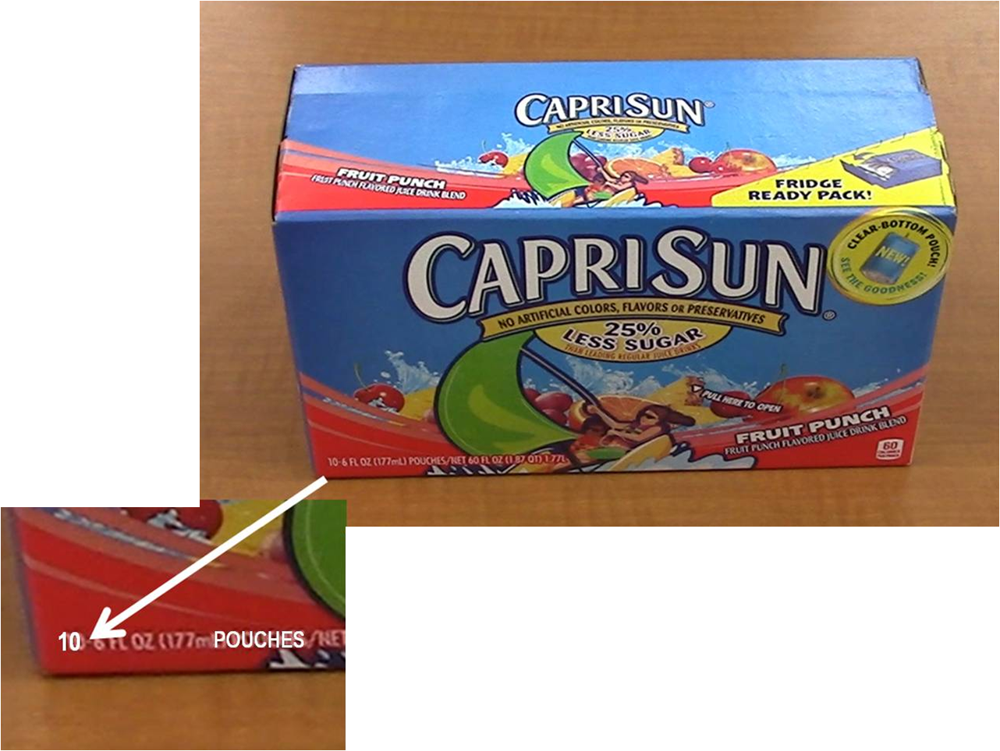 CAPRISUN®
NO ARTIFICIAL COLORS, FLAVORS OR PRESERVATIVES
25%
LESS SUGAR
FRUIT PUNCH
FRUIT PUNCH FLAVORED JUICE DRINK BLEND
FRIDGE
READY PACK!
CAPRISUN®
CLEAR-BOTTOM POUCH!
NEW!
SEE THE GOODNESS!
NO ARTIFICIAL COLORS, FLAVORS OR PRESERVATIVES
25%
LESS SUGAR
THAN LEADING REGULAR JUICE DRINKS
PULL HERE TO OPEN
FRUIT PUNCH
FRUIT PUNCH FLAVORED JUICE DRINK BLEND
60
10-6 FL OZ (177mL) POUCHES/NET 60 FL OZ (1.87 QT) 1.77L
10-6 FL OZ (177mL) POUCHES/NET